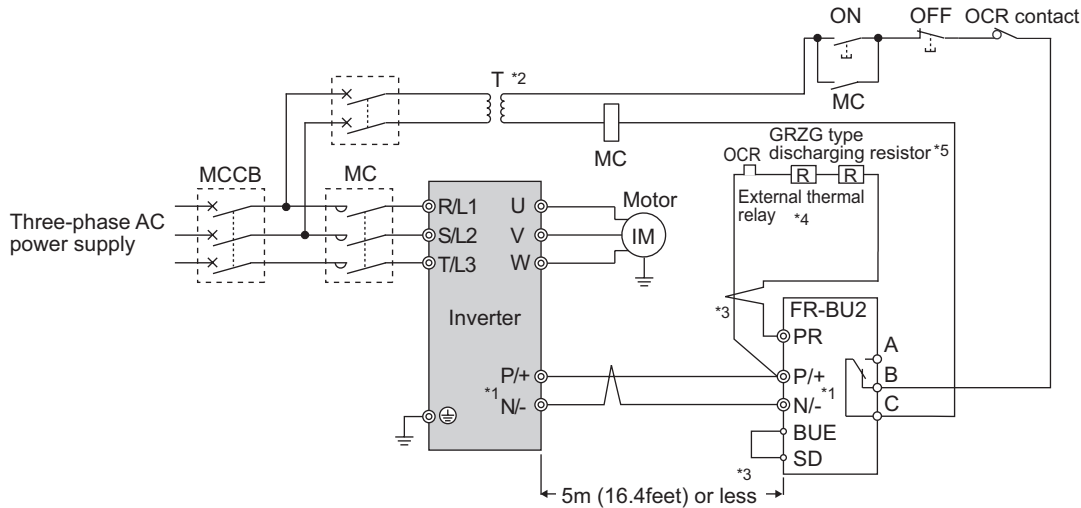 ON
OFF
OCR contact
T *2
MC
MC
GRZG type
discharging resistor *5
OCR
R
R
External thermal
relay *4
MCCB
MC
Three-phase AC
power supply
R/L1
S/L2
T/L3
U
V
W
Motor
IM
Inverter
*3
FR-BU2
PR
A
B
C
P/+
*1
N/-
P/+
*1
N/-
BUE
SD
*3
5m (16.4feet) or less